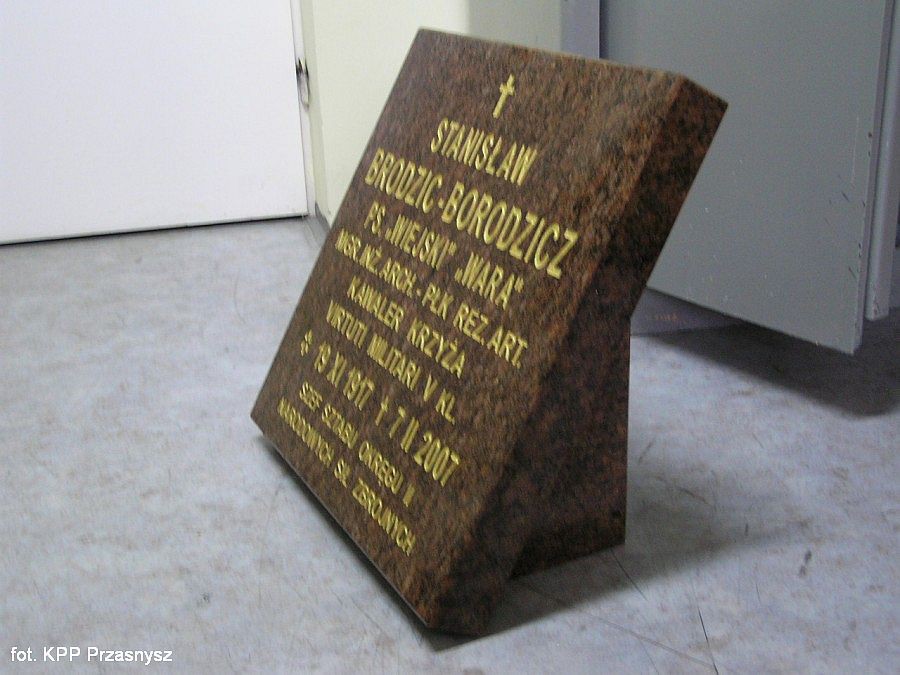 STANISŁAW
BRODZIC-BORODZICZ
PS. „WIEJSKI” „WARA”
MGR INŻ. ARCH. - PŁK REZ. ART.
KAWALER KRZYŻA
VIRTUTI MILITARI V KL.
19 XI 1917 † 7 II 2007
SZEF SZTABU OKRĘGU
NARODOWYCH SIŁ ZBROJNYCH
fot. KPP Przasnysz